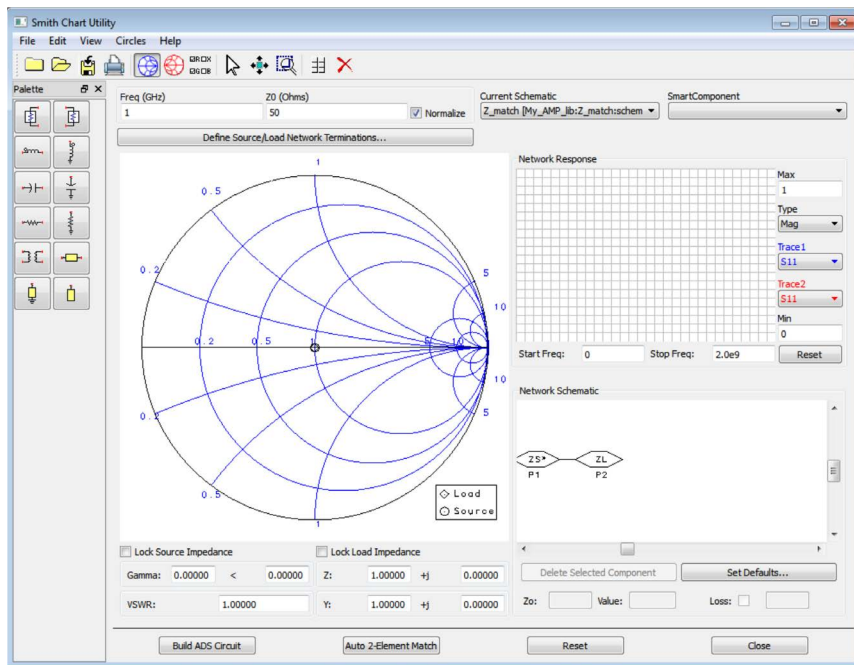 Smith Chart Utility
File Edit View Circles Help
Palette
Freq (GHz) Z0 (Ohms)
1 50 Normalize
Current Schematic SmartComponent
Z_match [My_AMP_lib:Z_match:schem
Define Source/Load Network Terminations...
1
0.5
0.2
5
10
0.2 0.5 1 5 10
10
5
0.2
0.5
1
Load
Source
Network Response
Max
1
Type
Mag
Trace1
S11
Trace2
S11
Min
0
Start Freq: 0 Stop Freq: 2.0e9 Reset
Network Schematic
ZS* ZL
P1 P2
Lock Source Impedance Lock Load Impedance
Gamma: 0.00000 < 0.00000 Z: 1.00000 +j 0.00000
VSWR: 1.00000 Y: 1.00000 +j 0.00000
Delete Selected Component Set Defaults...
Zo: Value: Loss:
Build ADS Circuit Auto 2-Element Match Reset Close